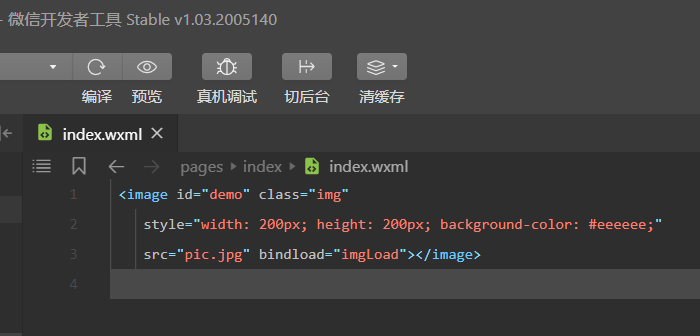 - 微信开发者工具 Stable v1.03.2005140
编译 预览 真机调试 切后台 清缓存
index.wxml
pages index index.wxml
1 <image id="demo" class="img"
2 style="width: 200px; height: 200px; background-color: #eeeeee;"
3 src="pic.jpg" bindload="imgLoad"></image>
4